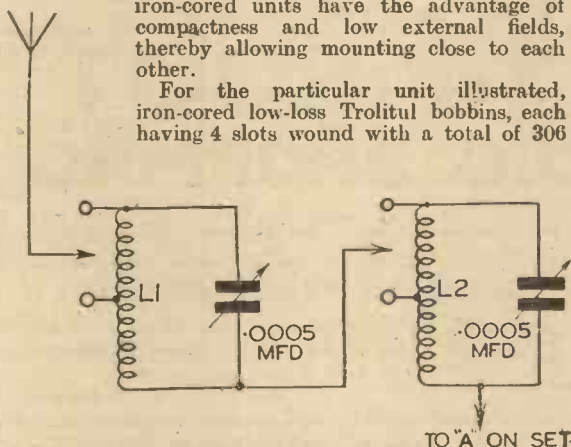 iron-cored units have the advantage of
compactness and low external fields,
thereby allowing mounting close to each
other.
For the particular unit illustrated,
iron-cored low-loss Trolitul bobbins, each
having 4 slots wound with a total of 306
L1
·0005
MFD
L2
·0005
MFD
TO "A" ON SET